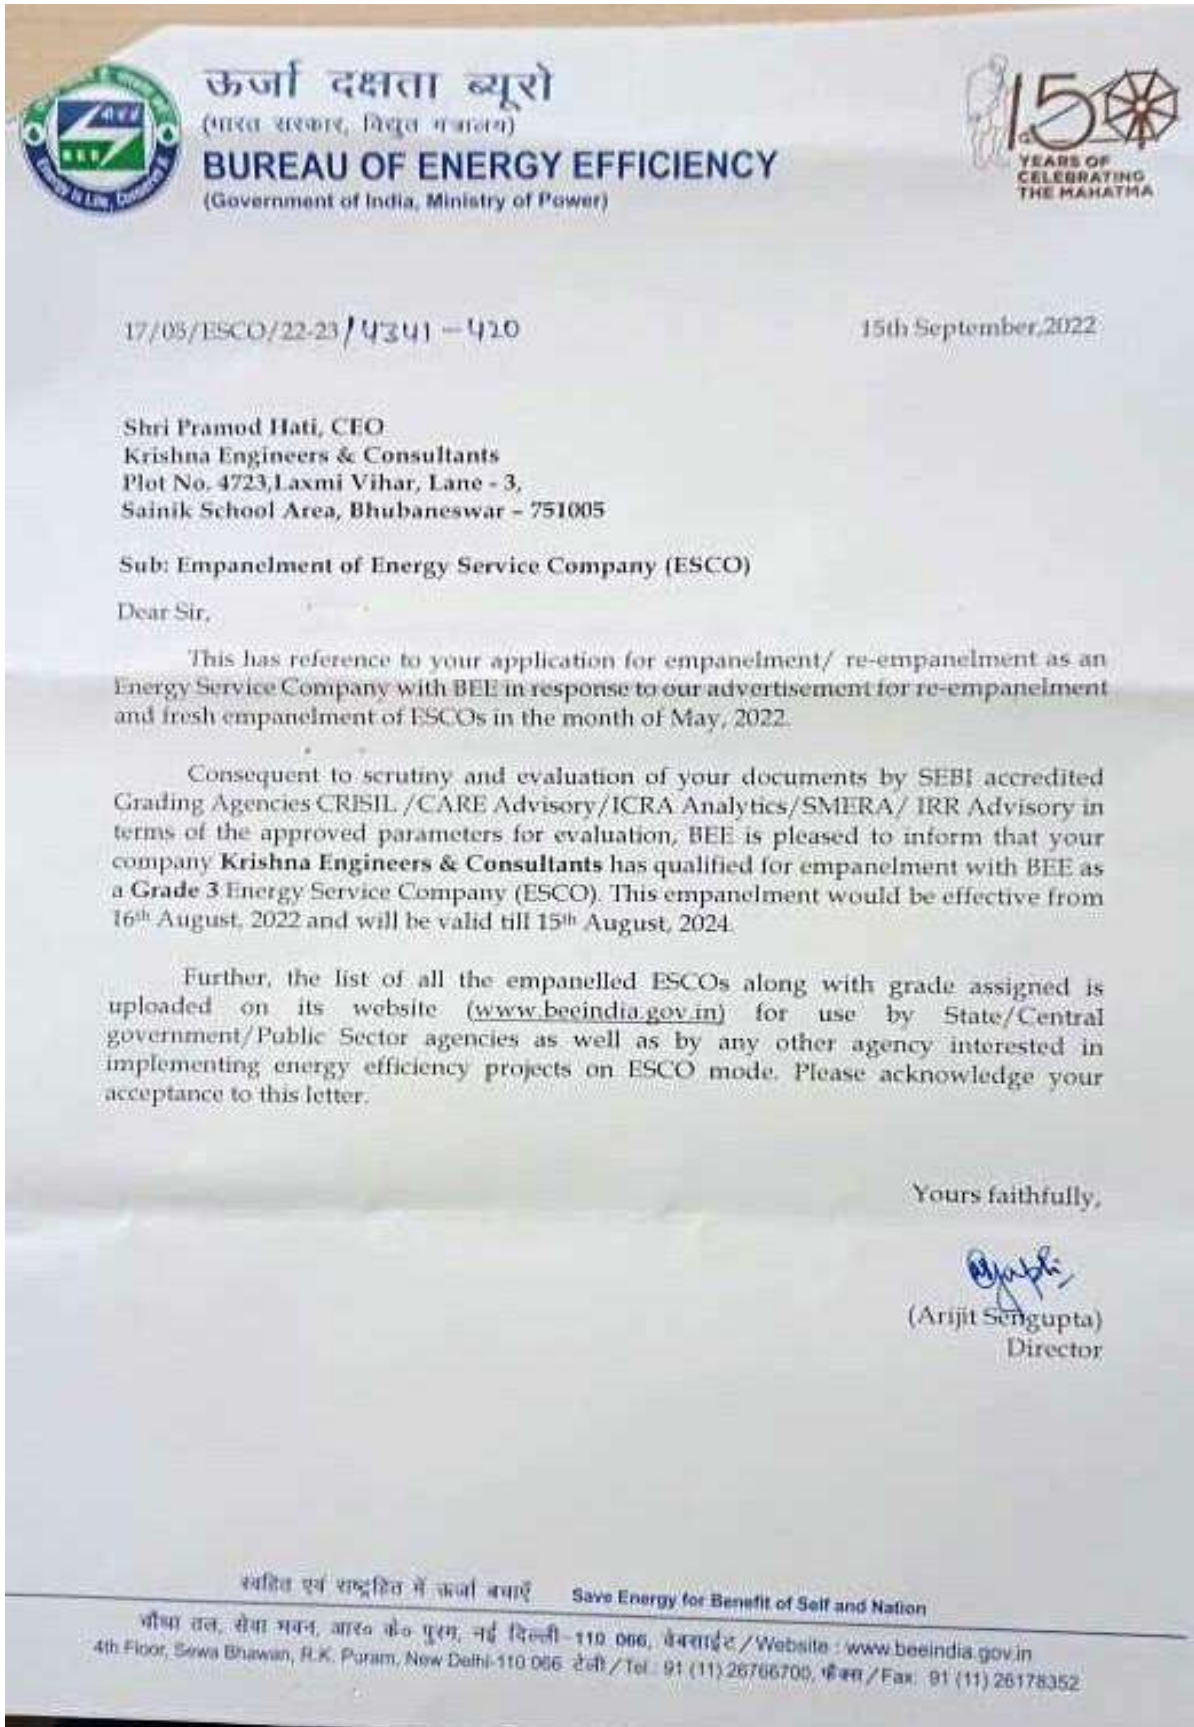 ऊर्जा दक्षता ब्यूरो
(भारत सरकार, विद्युत मंत्रालय)
BUREAU OF ENERGY EFFICIENCY
(Government of India, Ministry of Power)
150
YEARS OF
CELEBRATING
THE MAHATMA
17/05/ESCO/22-23/4341-420
15th September,2022
Shri Pramod Hati, CEO
Krishna Engineers & Consultants
Plot No. 4723,Laxmi Vihar, Lane - 3,
Sainik School Area, Bhubaneswar – 751005
Sub: Empanelment of Energy Service Company (ESCO)
Dear Sir,
This has reference to your application for empanelment/ re-empanelment as an
Energy Service Company with BEE in response to our advertisement for re-empanelment
and fresh empanelment of ESCOs in the month of May, 2022.
Consequent to scrutiny and evaluation of your documents by SEBI accredited
Grading Agencies CRISIL /CARE Advisory/ICRA Analytics/SMERA/ IRR Advisory in
terms of the approved parameters for evaluation, BEE is pleased to inform that your
company Krishna Engineers & Consultants has qualified for empanelment with BEE as
a Grade 3 Energy Service Company (ESCO). This empanelment would be effective from
16th August, 2022 and will be valid till 15th August, 2024.
Further, the list of all the empanelled ESCOs along with grade assigned is
uploaded on its website (www.beeindia.gov.in) for use by State/Central
government/Public Sector agencies as well as by any other agency interested in
implementing energy efficiency projects on ESCO mode. Please acknowledge your
acceptance to this letter.
Yours faithfully,
(Arijit Sengupta)
Director
स्वहित एवं राष्ट्रहित में ऊर्जा बचाएँ Save Energy for Benefit of Self and Nation
चौथा तल, सेवा भवन, आर० के० पुरम, नई दिल्ली-110 066, वेबसाईट/Website : www.beeindia.gov.in
4th Floor, Sewa Bhawan, R.K. Puram, New Delhi-110 066 टेली/Tel.: 91 (11) 26766700, फैक्स/Fax: 91 (11) 26178352